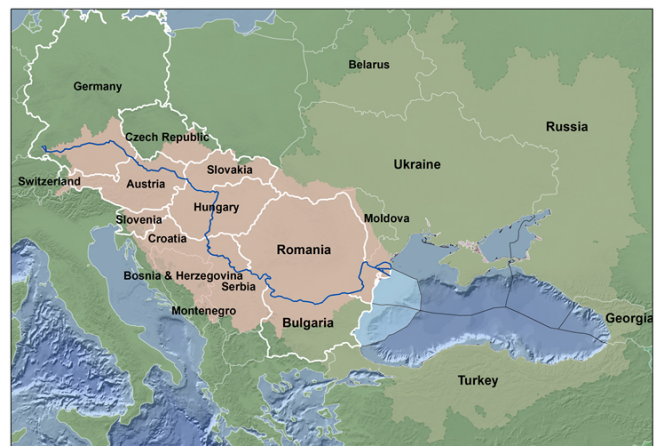 Belarus
Germany
Russia
Czech Republic
Ukraine
Slovakia
Switzerland
Austria
Hungary
Slovenia
Moldova
Croatia
Romania
Bosnia & Herzegovina
Serbia
Montenegro
Georgia
Bulgaria
Turkey